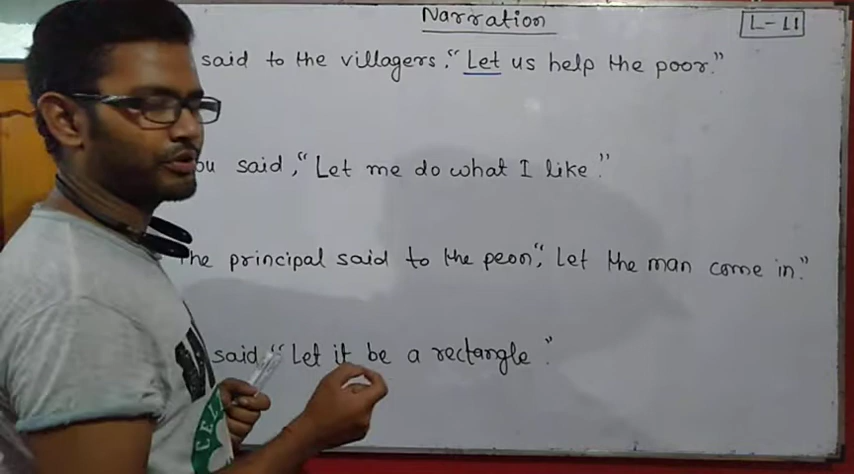 Narration
L-11
said to the villagers, "Let us help the poor."
said, "Let me do what I like."
The principal said to the peon, "Let the man come in."
said "Let it be a rectangle."
CEL